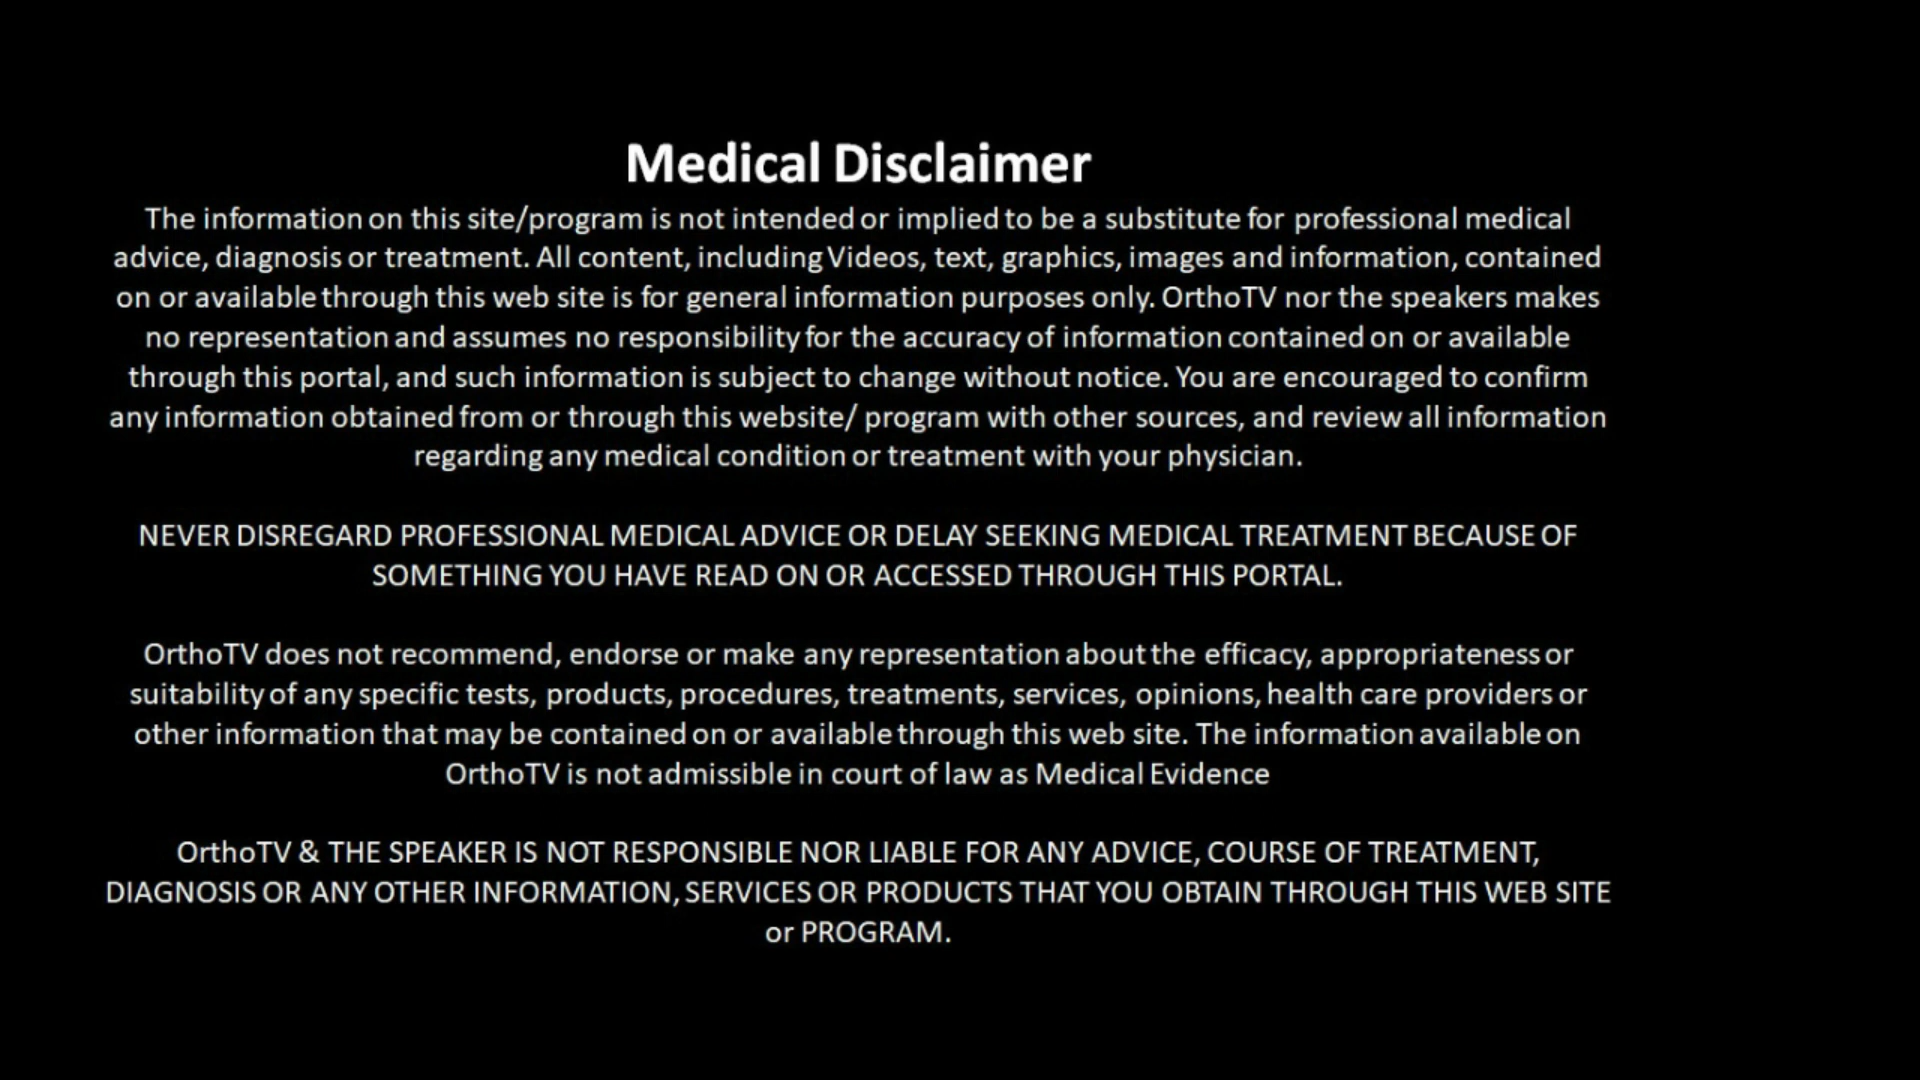 Medical Disclaimer
The information on this site/program is not intended or implied to be a substitute for professional medical
advice, diagnosis or treatment. All content, including Videos, text, graphics, images and information, contained
on or available through this web site is for general information purposes only. OrthoTV nor the speakers makes
no representation and assumes no responsibility for the accuracy of information contained on or available
through this portal, and such information is subject to change without notice. You are encouraged to confirm
any information obtained from or through this website/ program with other sources, and review all information
regarding any medical condition or treatment with your physician.
NEVER DISREGARD PROFESSIONAL MEDICAL ADVICE OR DELAY SEEKING MEDICAL TREATMENT BECAUSE OF
SOMETHING YOU HAVE READ ON OR ACCESSED THROUGH THIS PORTAL.
OrthoTV does not recommend, endorse or make any representation about the efficacy, appropriateness or
suitability of any specific tests, products, procedures, treatments, services, opinions, health care providers or
other information that may be contained on or available through this web site. The information available on
OrthoTV is not admissible in court of law as Medical Evidence
OrthoTV & THE SPEAKER IS NOT RESPONSIBLE NOR LIABLE FOR ANY ADVICE, COURSE OF TREATMENT,
DIAGNOSIS OR ANY OTHER INFORMATION, SERVICES OR PRODUCTS THAT YOU OBTAIN THROUGH THIS WEB SITE
or PROGRAM.